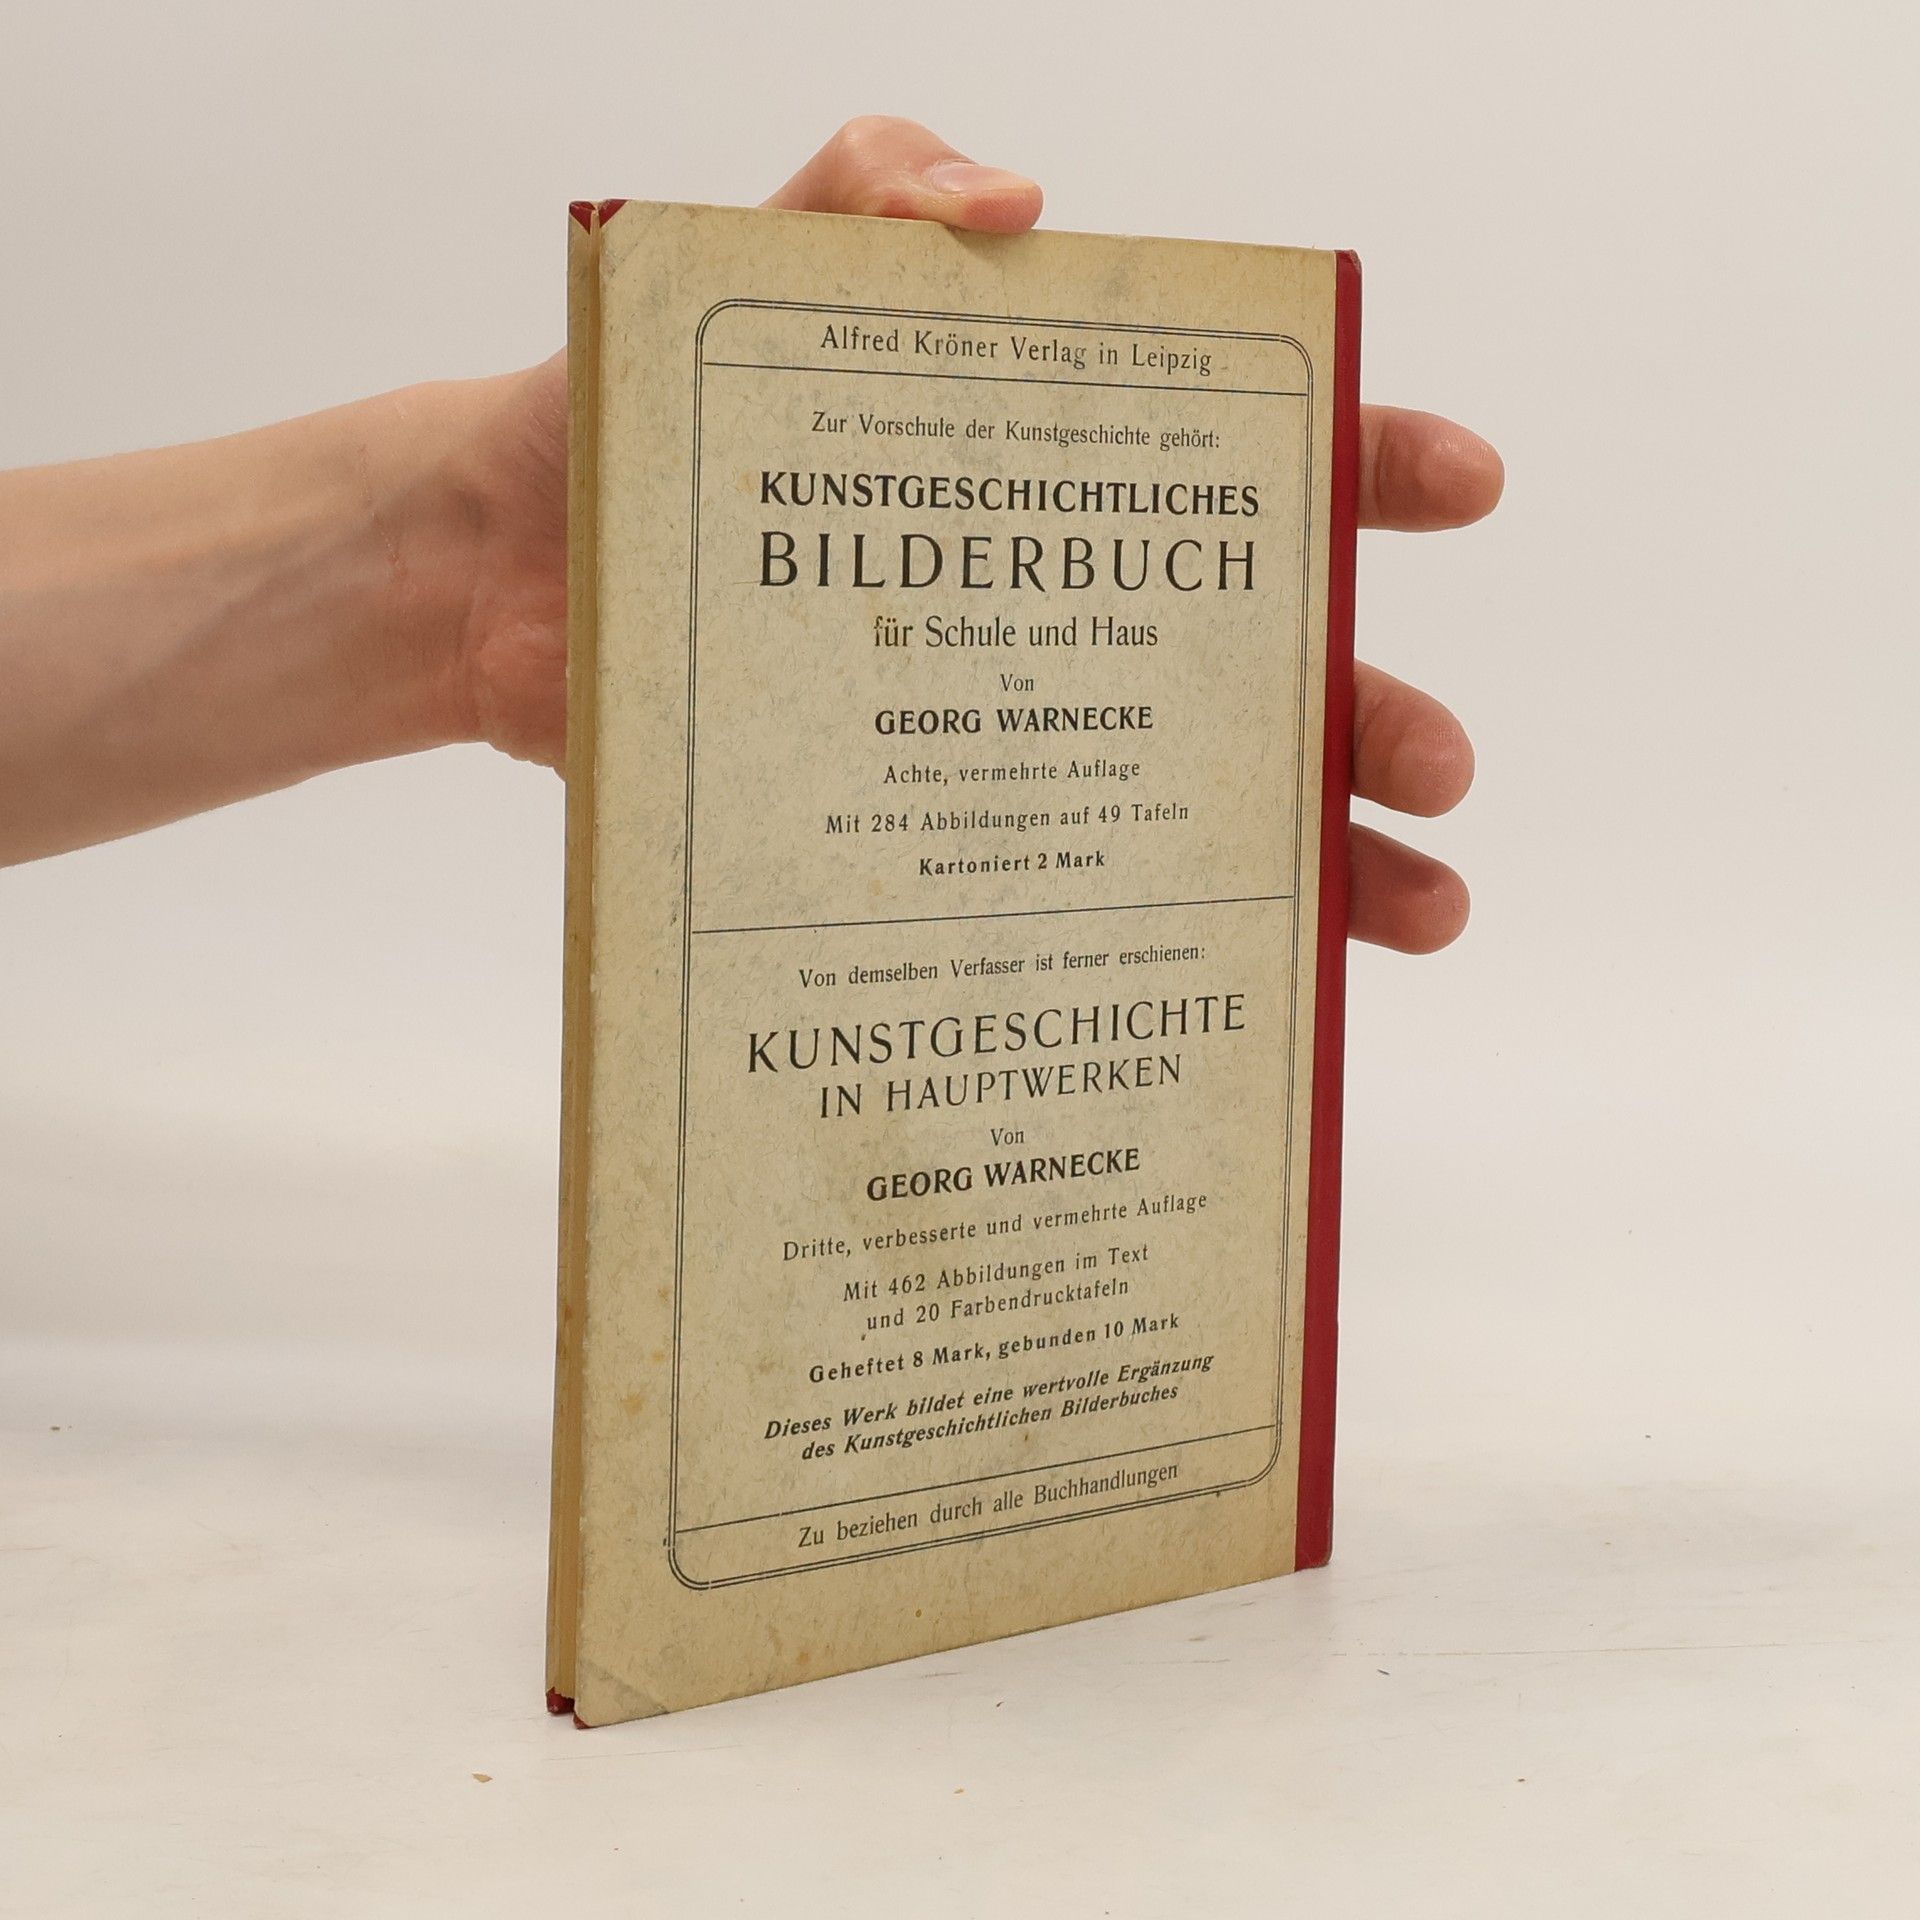 Alfred Kröner Verlag in Leipzig
Zur Vorschule der Kunstgeschichte gehört:
KUNSTGESCHICHTLICHES
BILDERBUCH
für Schule und Haus
Von
GEORG WARNECKE
Achte, vermehrte Auflage
Mit 284 Abbildungen auf 49 Tafeln
Kartoniert 2 Mark
Von demselben Verfasser ist ferner erschienen:
KUNSTGESCHICHTE
IN HAUPTWERKEN
Von
GEORG WARNECKE
Dritte, verbesserte und vermehrte Auflage
Mit 462 Abbildungen im Text
und 20 Farbendrucktafeln
Geheftet 8 Mark, gebunden 10 Mark
Dieses Werk bildet eine wertvolle Ergänzung
des Kunstgeschichtlichen Bilderbuches
Zu beziehen durch alle Buchhandlungen